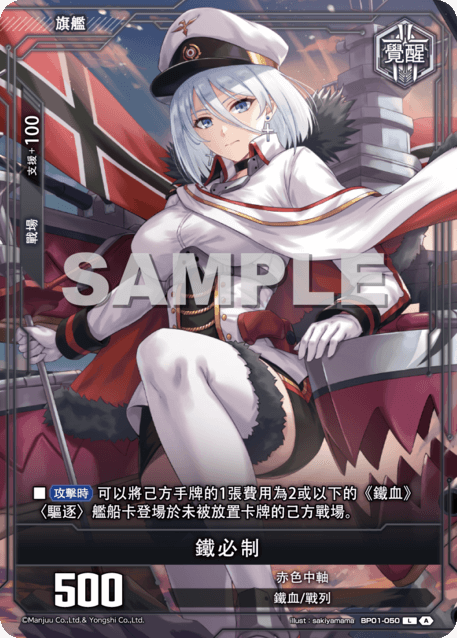 旗艦
覺醒
支援+100
戰場
SAMPLE
■ 攻擊時 可以將己方手牌的1張費用為2或以下的《鐵血》
〈驅逐〉艦船卡登場於未被放置卡牌的己方戰場。
鐵必制
500
赤色中軸
鐵血/戰列
©Manjuu Co.,Ltd. & Yongshi Co.,Ltd.
illust : sakiyamama
BP01-050 L A